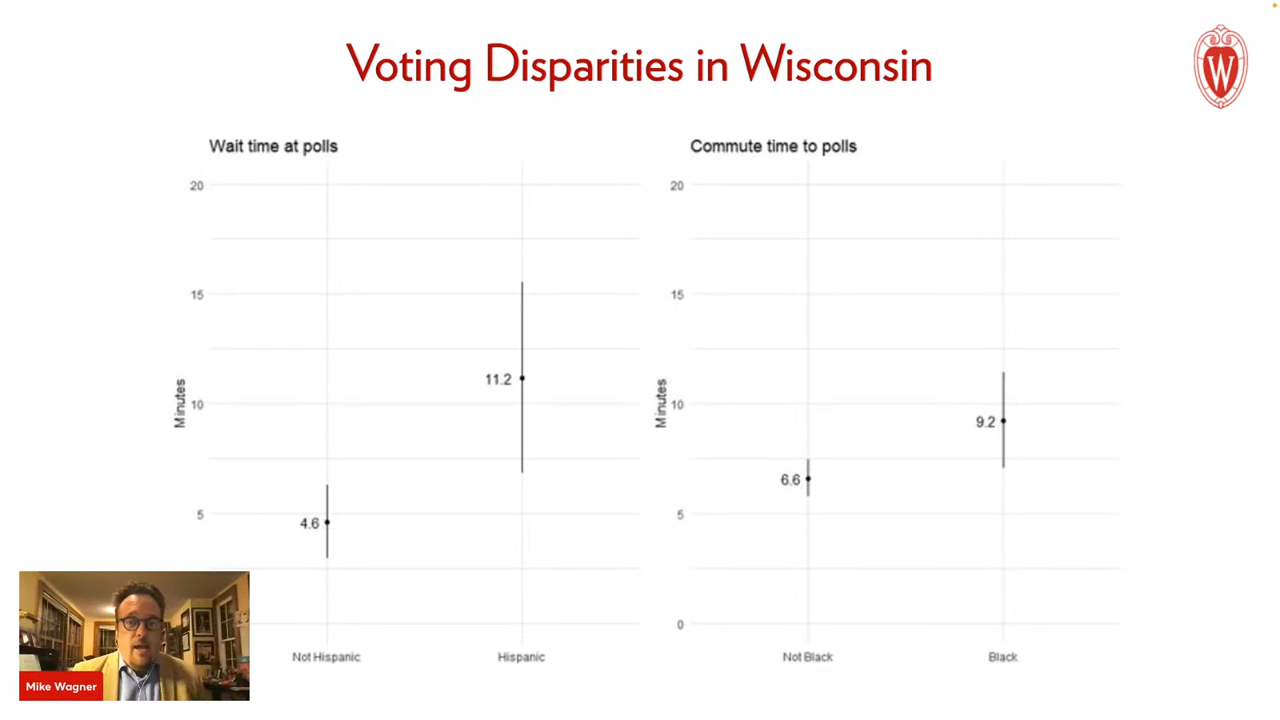 Voting Disparities in Wisconsin
W
Wait time at polls
20
15
10
5
Minutes
11.2
4.6
Not Hispanic
Hispanic
Commute time to polls
20
15
10
5
0
Minutes
9.2
6.6
Not Black
Black
Mike Wagner